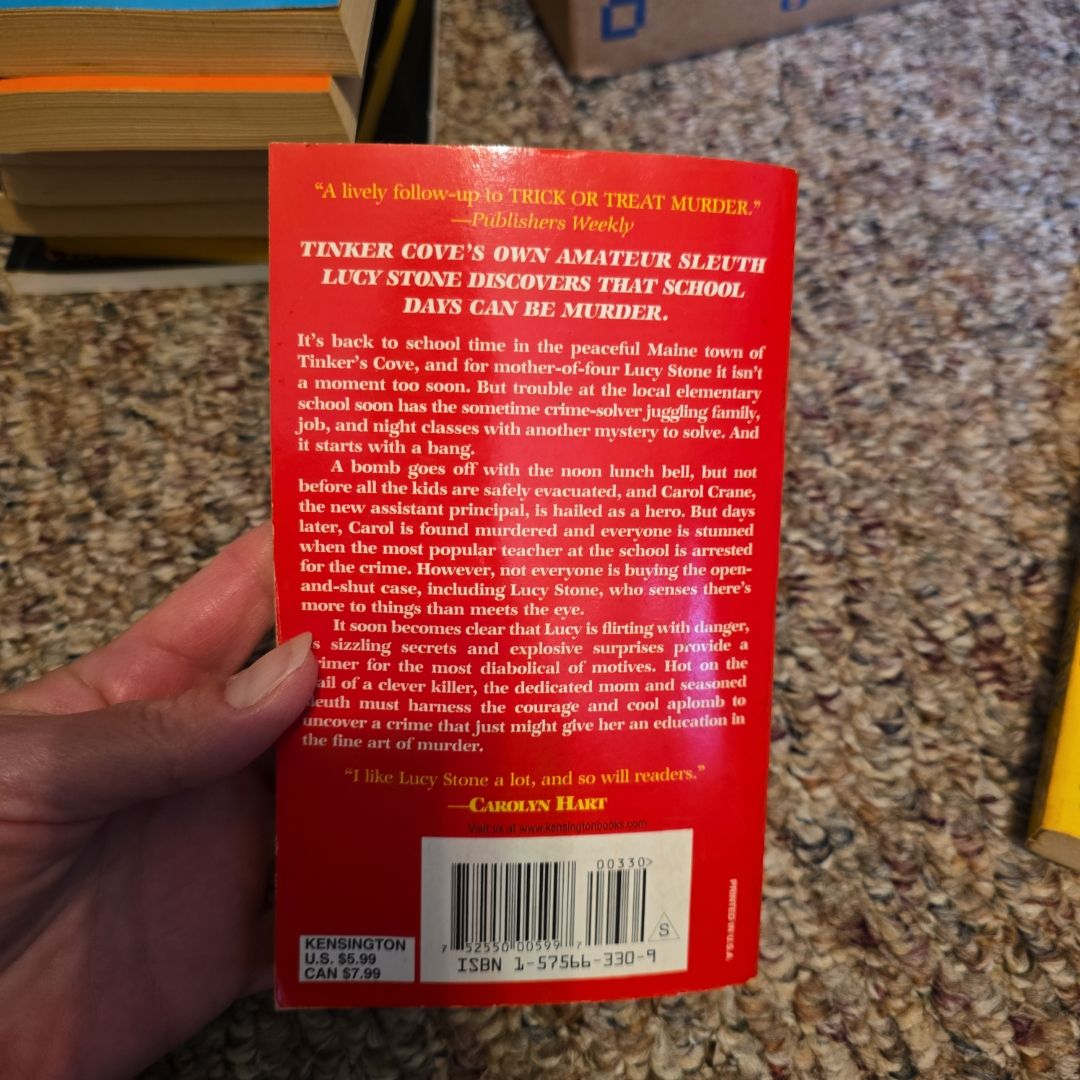 “A lively follow-up to TRICK OR TREAT MURDER.”
—Publishers Weekly
TINKER COVE’S OWN AMATEUR SLEUTH
LUCY STONE DISCOVERS THAT SCHOOL
DAYS CAN BE MURDER.
It’s back to school time in the peaceful Maine town of
Tinker’s Cove, and for mother-of-four Lucy Stone it isn’t
a moment too soon. But trouble at the local elementary
school soon has the sometime crime-solver juggling family,
job, and night classes with another mystery to solve. And
it starts with a bang.
A bomb goes off with the noon lunch bell, but not
before all the kids are safely evacuated, and Carol Crane,
the new assistant principal, is hailed as a hero. But days
later, Carol is found murdered and everyone is stunned
when the most popular teacher at the school is arrested
for the crime. However, not everyone is buying the open-
and-shut case, including Lucy Stone, who senses there’s
more to things than meets the eye.
It soon becomes clear that Lucy is flirting with danger,
s sizzling secrets and explosive surprises provide a
rimer for the most diabolical of motives. Hot on the
ail of a clever killer, the dedicated mom and seasoned
leuth must harness the courage and cool aplomb to
uncover a crime that just might give her an education in
the fine art of murder.
“I like Lucy Stone a lot, and so will readers.”
—CAROLYN HART
Visit us at www.kensingtonbooks.com
00330>
S
7 52550 00599 7
ISBN 1-57566-330-9
KENSINGTON
U.S. $5.99
CAN $7.99
PRINTED IN U.S.A.